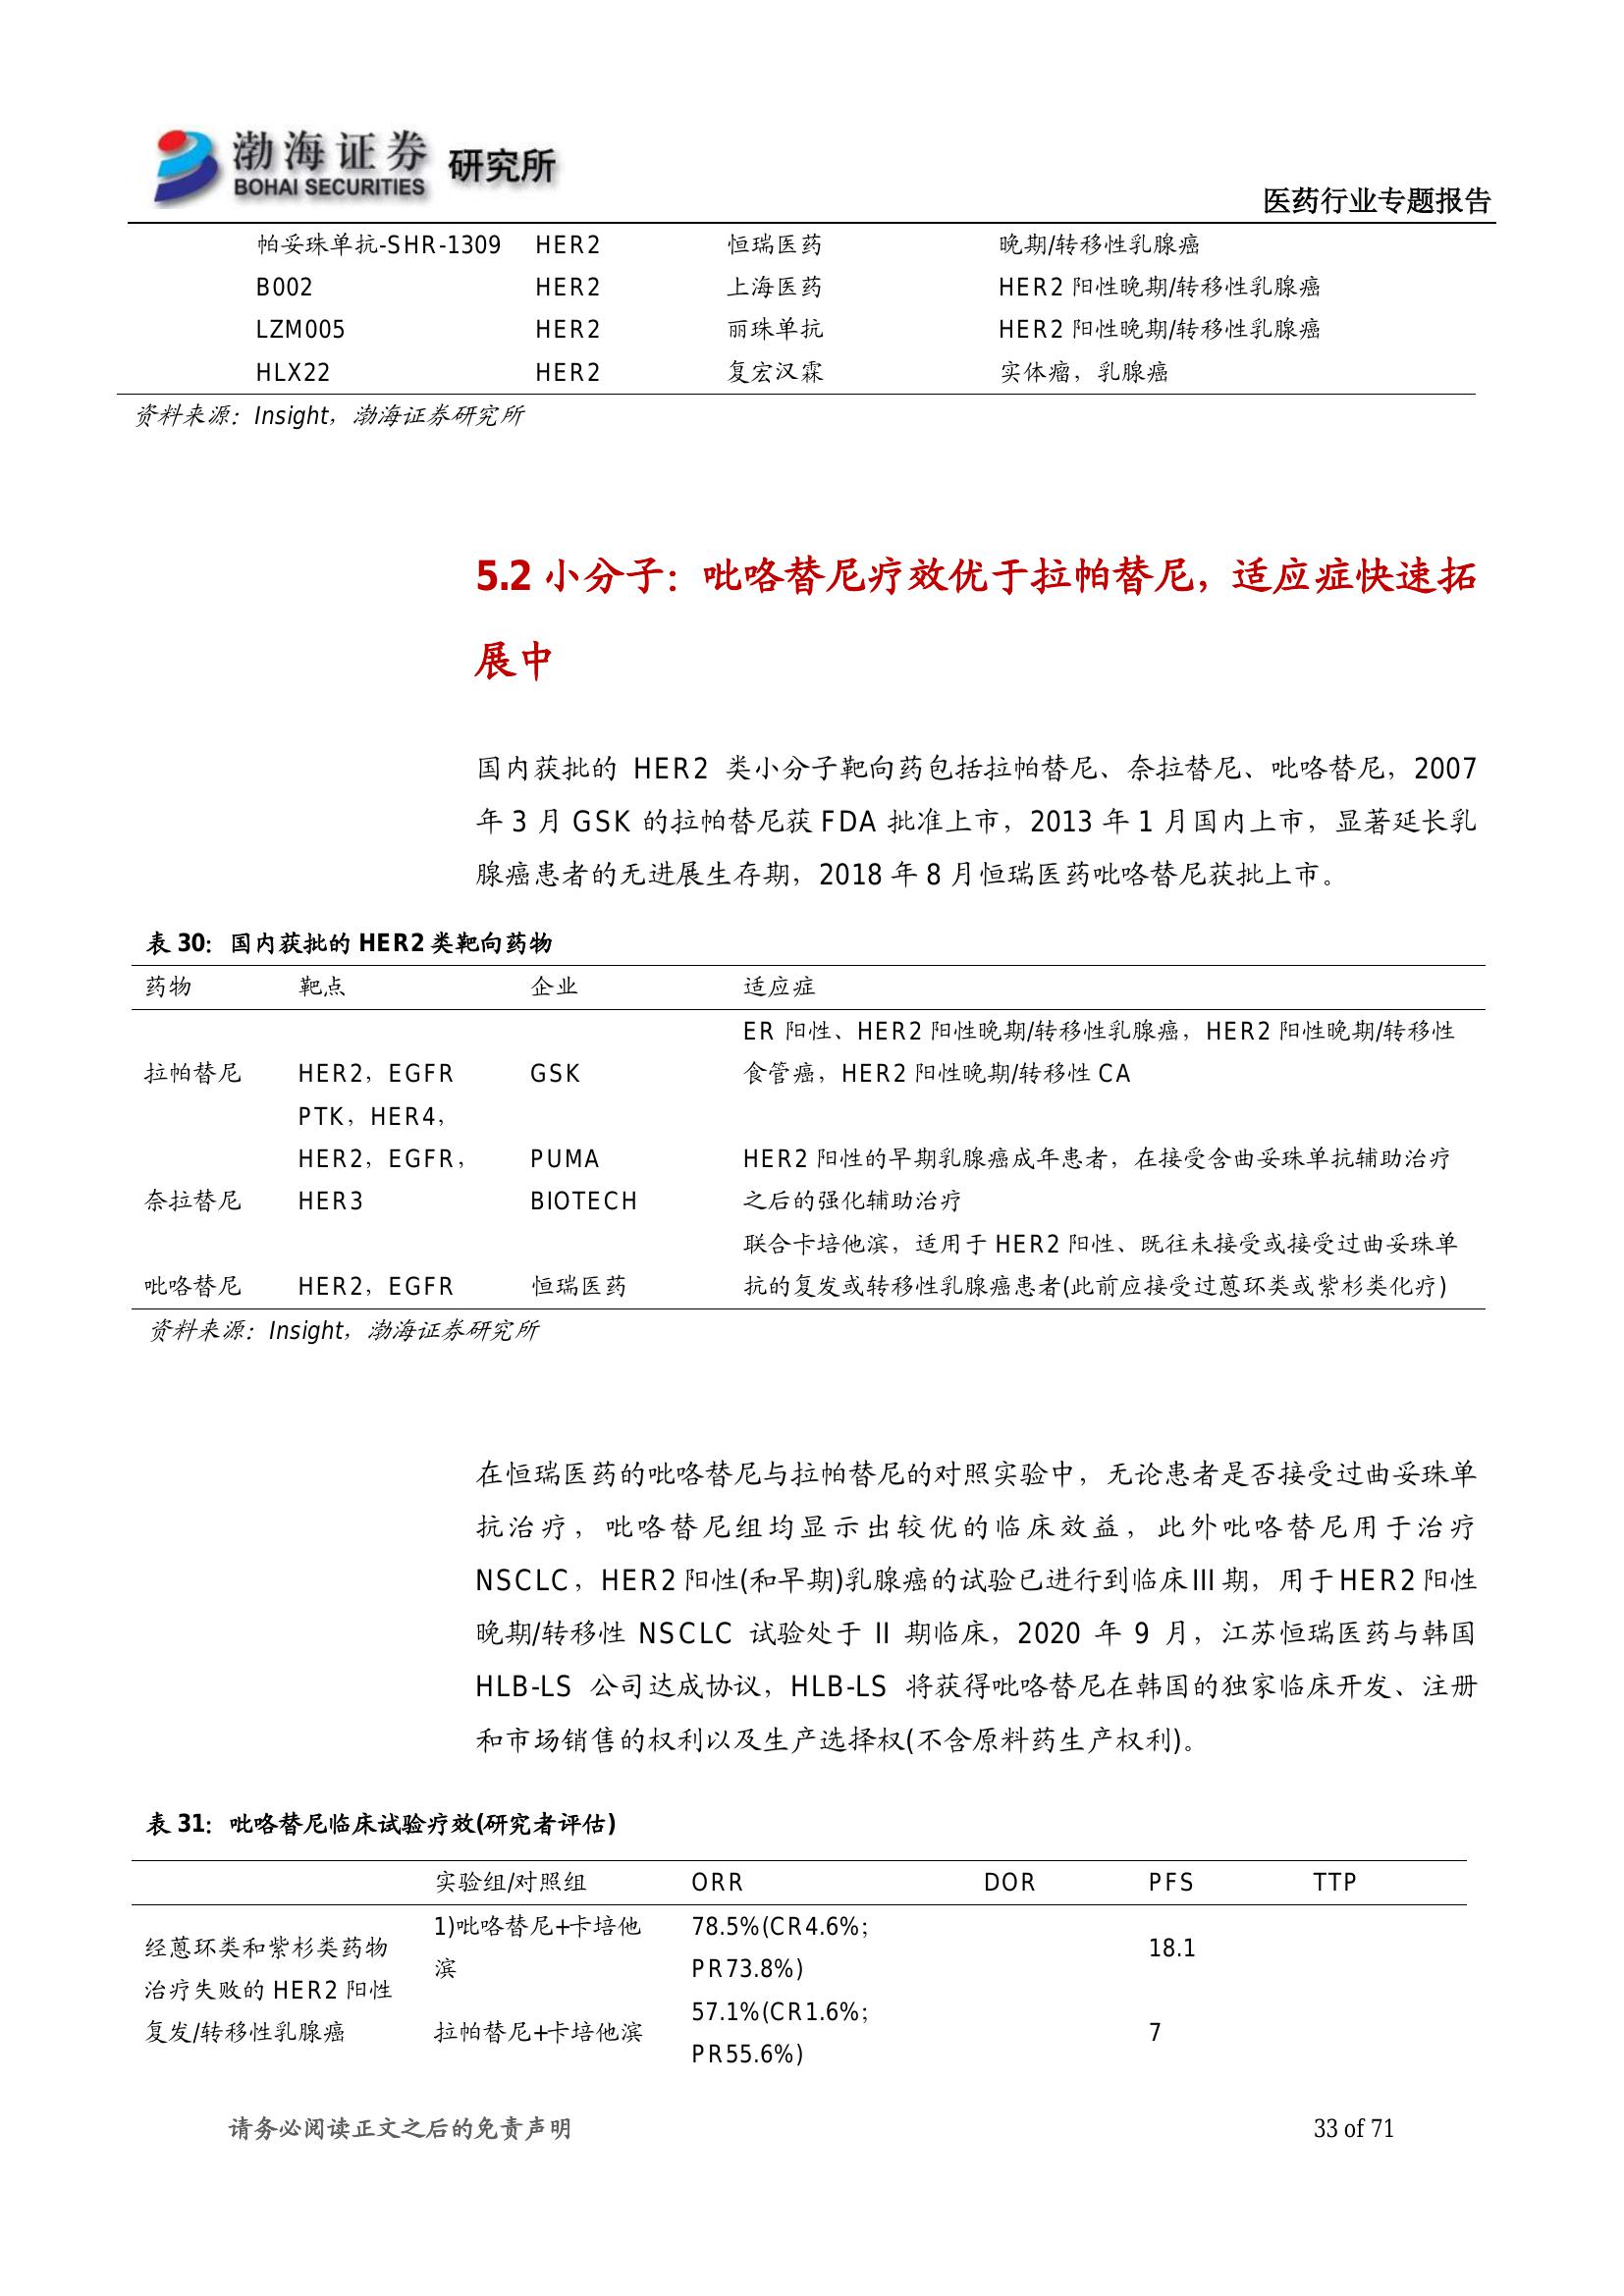 渤海证券 研究所
BOHAI SECURITIES
医药行业专题报告
帕妥珠单抗-SHR-1309 HER2 恒瑞医药 晚期/转移性乳腺癌
B002 HER2 上海医药 HER2 阳性晚期/转移性乳腺癌
LZM005 HER2 丽珠单抗 HER2 阳性晚期/转移性乳腺癌
HLX22 HER2 复宏汉霖 实体瘤，乳腺癌
资料来源：Insight，渤海证券研究所
5.2 小分子：吡咯替尼疗效优于拉帕替尼，适应症快速拓
展中
国内获批的 HER2 类小分子靶向药包括拉帕替尼、奈拉替尼、吡咯替尼，2007
年 3 月 GSK 的拉帕替尼获 FDA 批准上市，2013 年 1 月国内上市，显著延长乳
腺癌患者的无进展生存期，2018 年 8 月恒瑞医药吡咯替尼获批上市。
表 30：国内获批的 HER2 类靶向药物
药物 靶点 企业 适应症
ER 阳性、HER2 阳性晚期/转移性乳腺癌，HER2 阳性晚期/转移性
拉帕替尼 HER2，EGFR GSK 食管癌，HER2 阳性晚期/转移性 CA
PTK，HER4，
HER2，EGFR， PUMA HER2 阳性的早期乳腺癌成年患者，在接受含曲妥珠单抗辅助治疗
奈拉替尼 HER3 BIOTECH 之后的强化辅助治疗
联合卡培他滨，适用于 HER2 阳性、既往未接受或接受过曲妥珠单
吡咯替尼 HER2，EGFR 恒瑞医药 抗的复发或转移性乳腺癌患者(此前应接受过蒽环类或紫杉类化疗)
资料来源：Insight，渤海证券研究所
在恒瑞医药的吡咯替尼与拉帕替尼的对照实验中，无论患者是否接受过曲妥珠单
抗治疗，吡咯替尼组均显示出较优的临床效益，此外吡咯替尼用于治疗
NSCLC，HER2 阳性(和早期)乳腺癌的试验已进行到临床 III 期，用于 HER2 阳性
晚期/转移性 NSCLC 试验处于 II 期临床，2020 年 9 月，江苏恒瑞医药与韩国
HLB-LS 公司达成协议，HLB-LS 将获得吡咯替尼在韩国的独家临床开发、注册
和市场销售的权利以及生产选择权(不含原料药生产权利)。
表 31：吡咯替尼临床试验疗效(研究者评估)
实验组/对照组 ORR DOR PFS TTP
1)吡咯替尼+卡培他 78.5%(CR4.6%;
经蒽环类和紫杉类药物 18.1
滨 PR73.8%)
治疗失败的 HER2 阳性
57.1%(CR1.6%;
复发/转移性乳腺癌 拉帕替尼+卡培他滨 7
PR55.6%)
请务必阅读正文之后的免责声明 33 of 71